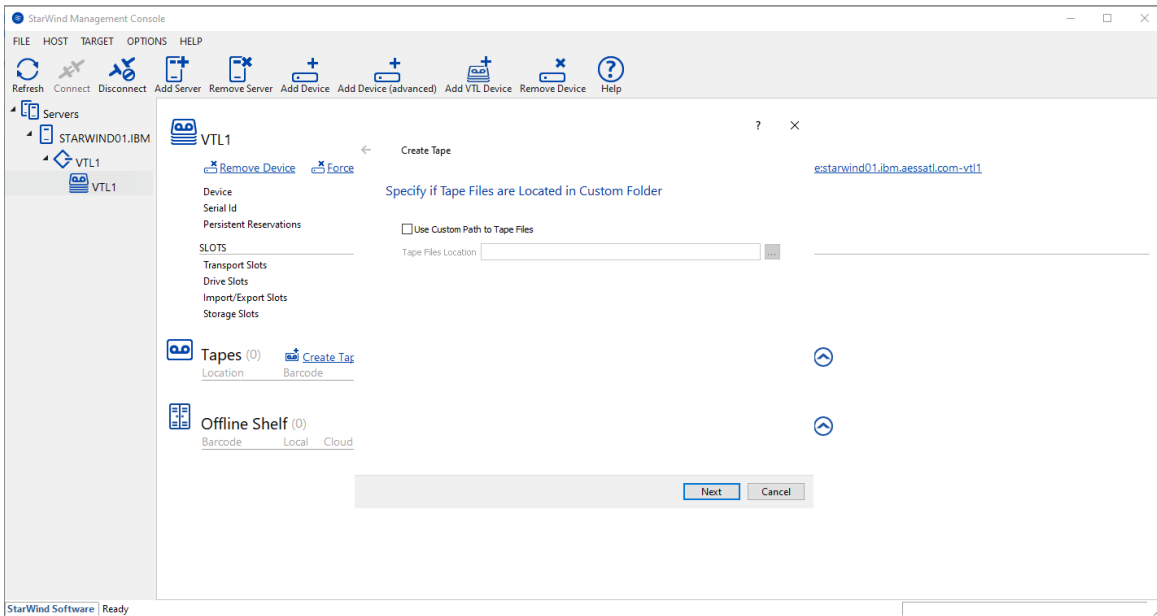 StarWind Management Console
FILE HOST TARGET OPTIONS HELP
Refresh Connect Disconnect Add Server Remove Server Add Device Add Device (advanced) Add VTL Device Remove Device Help
Servers
STARWIND01.IBM
VTL1
VTL1
VTL1
Remove Device Force
e:starwind01.ibm.aessatl.com-vtl1
Device
Serial Id
Persistent Reservations
SLOTS
Transport Slots
Drive Slots
Import/Export Slots
Storage Slots
Tapes (0) Create Tap
Location Barcode
Offline Shelf (0)
Barcode Local Cloud
? 
Create Tape
Specify if Tape Files are Located in Custom Folder
Use Custom Path to Tape Files
Tape Files Location ...
Next Cancel
StarWind Software Ready